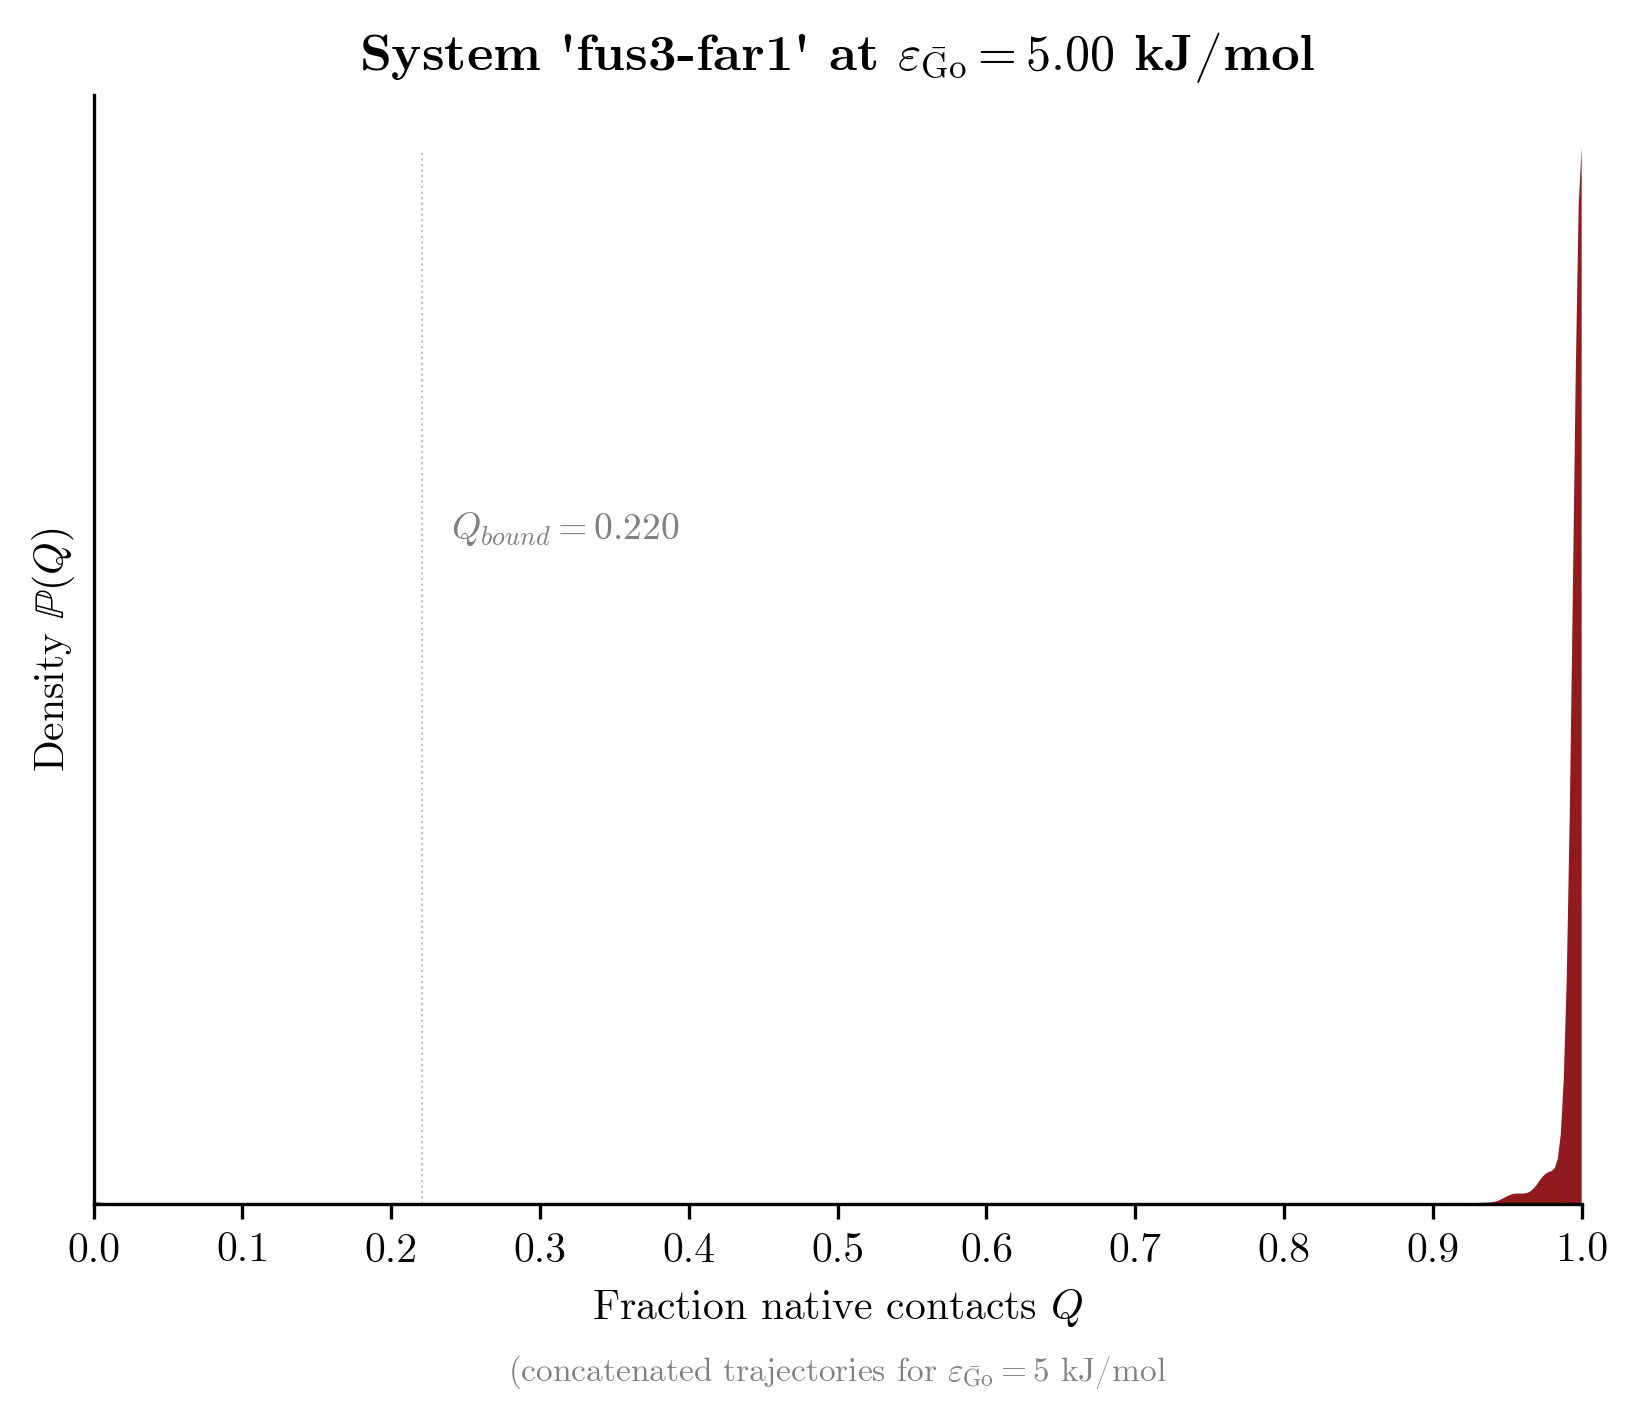 System 'fus3-far1' at ε_Ḡo = 5.00 kJ/mol
Q_bound = 0.220
Density ℙ(Q)
0.0 0.1 0.2 0.3 0.4 0.5 0.6 0.7 0.8 0.9 1.0
Fraction native contacts Q
(concatenated trajectories for ε_Ḡo = 5 kJ/mol